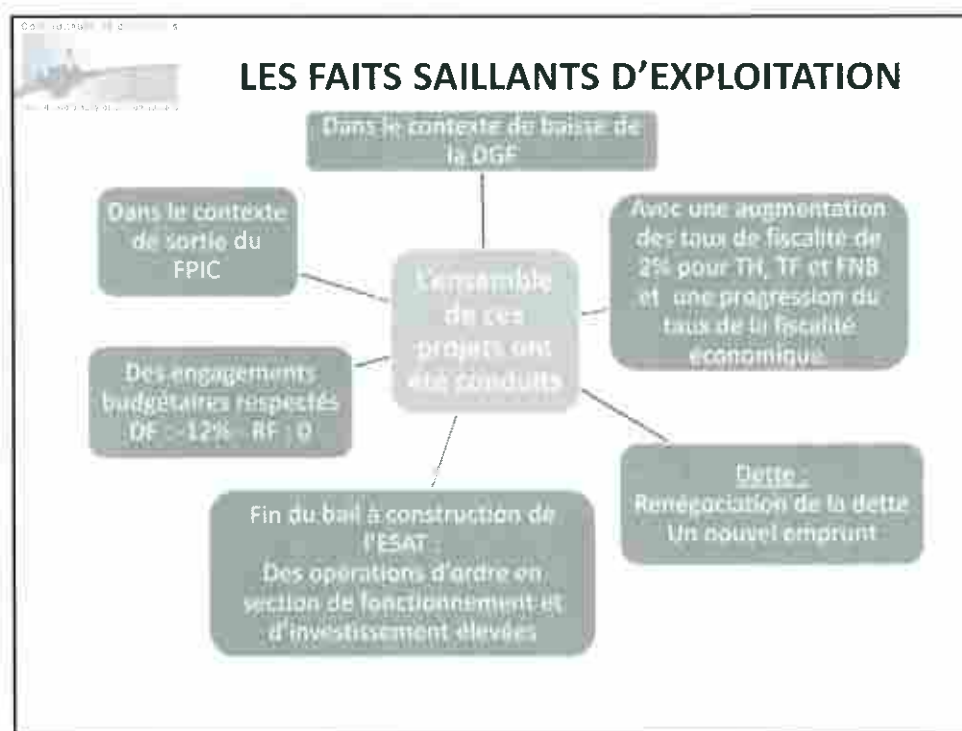 LES FAITS SAILLANTS D'EXPLOITATION
Dans le contexte de baisse de
la DGF
Dans le contexte
de sortie du
FPIC
Avec une augmentation
des taux de fiscalité de
2% pour TH, TF et FNB
et une progression du
taux de la fiscalité
économique.
L'ensemble
de ces
projets ont
été conduits
Des engagements
budgétaires respectés
DF : -12% - RF : 0
Dette :
Renégociation de la dette
Un nouvel emprunt
Fin du bail à construction de
l'ESAT :
Des opérations d'ordre en
section de fonctionnement et
d'investissement élevées